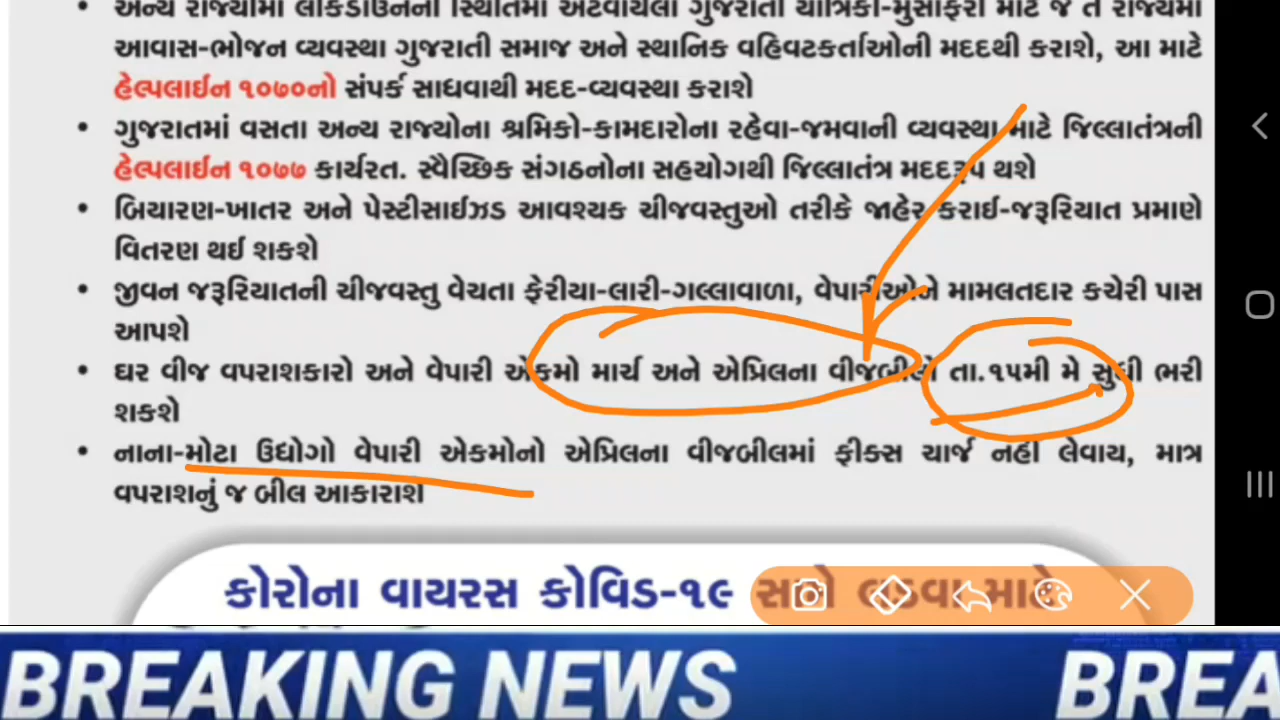 • અન્ય રાજ્યોમાં લોકડાઉનની સ્થિતિમાં અટવાયેલા ગુજરાતી યાત્રિકો-મુસાફરો માટે જે તે રાજ્યમાં
આવાસ-ભોજન વ્યવસ્થા ગુજરાતી સમાજ અને સ્થાનિક વહિવટકર્તાઓની મદદથી કરાશે, આ માટે
હેલ્પલાઈન ૧૦૭૦નો સંપર્ક સાધવાથી મદદ-વ્યવસ્થા કરાશે
• ગુજરાતમાં વસતા અન્ય રાજ્યોના શ્રમિકો-કામદારોના રહેવા-જમવાની વ્યવસ્થા માટે જિલ્લાતંત્રની
હેલ્પલાઈન ૧૦૭૭ કાર્યરત. સ્વૈચ્છિક સંગઠનોના સહયોગથી જિલ્લાતંત્ર મદદરૂપ થશે
• બિયારણ-ખાતર અને પેસ્ટીસાઈઝડ આવશ્યક ચીજવસ્તુઓ તરીકે જાહેર કરાઈ-જરૂરિયાત પ્રમાણે
વિતરણ થઈ શકશે
• જીવન જરૂરિયાતની ચીજવસ્તુ વેચતા ફેરીયા-લારી-ગલ્લાવાળા, વેપારીઓને મામલતદાર કચેરી પાસ
આપશે
• ઘર વીજ વપરાશકારો અને વેપારી એકમો માર્ચ અને એપ્રિલના વીજબીલો તા.૧૫મી મે સુધી ભરી
શકશે
• નાના-મોટા ઉદ્યોગો વેપારી એકમોનો એપ્રિલના વીજબીલમાં ફીક્સ ચાર્જ નહી લેવાય, માત્ર
વપરાશનું જ બીલ આકારાશે
કોરોના વાયરસ કોવિડ-૧૯ સામે લડવા માટે
BREAKING NEWS BREA